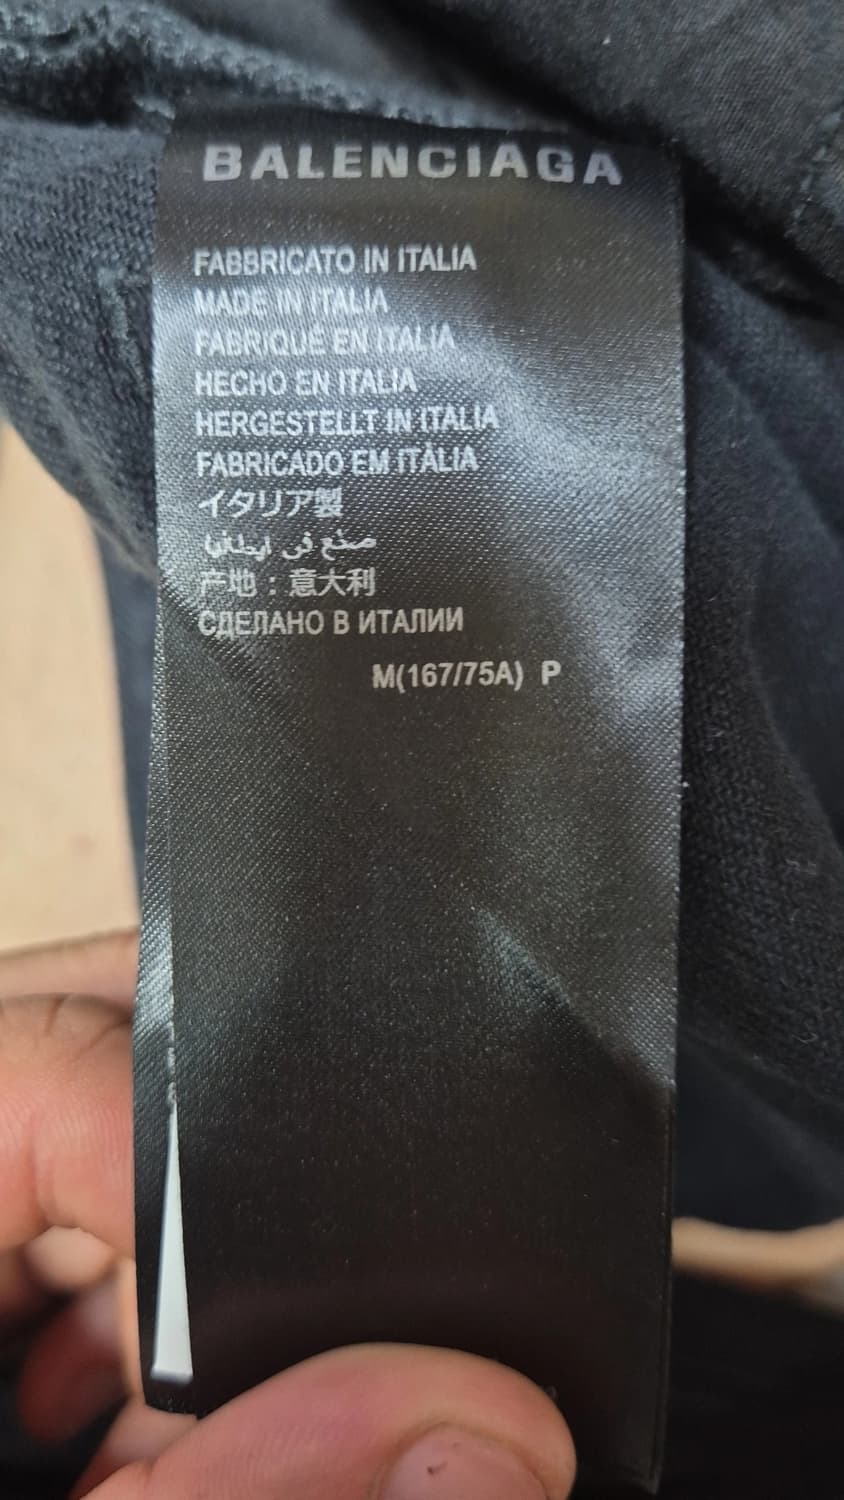 BALENCIAGA
FABBRICATO IN ITALIA
MADE IN ITALIA
FABRIQUÉ EN ITALIA
HECHO EN ITALIA
HERGESTELLT IN ITALIA
FABRICADO EM ITÁLIA
イタリア製
صنع في ايطاليا
产地：意大利
СДЕЛАНО В ИТАЛИИ
M(167/75A) P